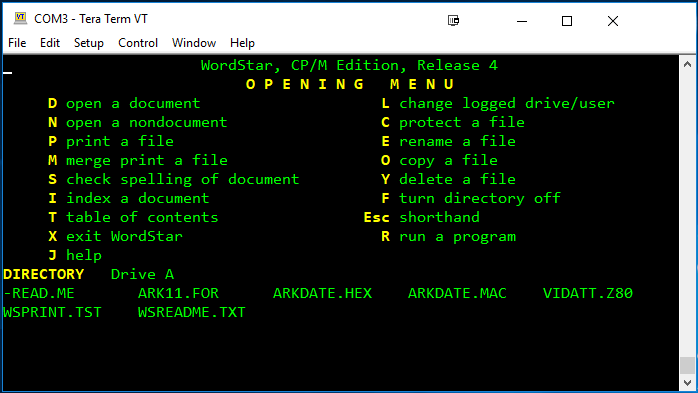 COM3 - Tera Term VT
File Edit Setup Control Window Help
WordStar, CP/M Edition, Release 4
O P E N I N G   M E N U
D open a document L change logged drive/user
N open a nondocument C protect a file
P print a file E rename a file
M merge print a file O copy a file
S check spelling of document Y delete a file
I index a document F turn directory off
T table of contents Esc shorthand
X exit WordStar R run a program
J help
DIRECTORY Drive A
-READ.ME ARK11.FOR ARKDATE.HEX ARKDATE.MAC VIDATT.Z80
WSPRINT.TST WSREADME.TXT